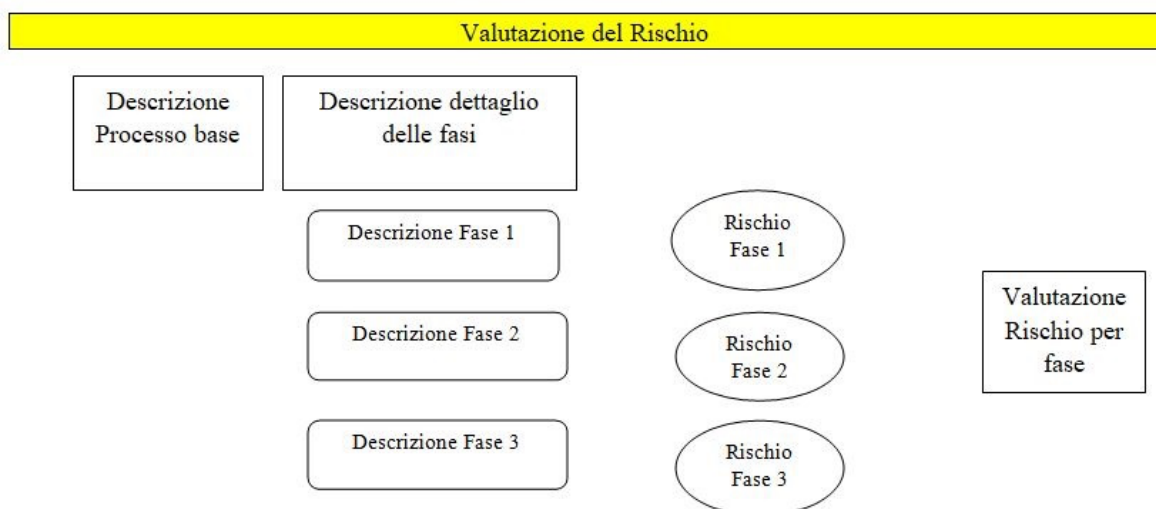 Valutazione del Rischio
Descrizione
Processo base
Descrizione dettaglio
delle fasi
Descrizione Fase 1
Rischio
Fase 1
Descrizione Fase 2
Rischio
Fase 2
Valutazione
Rischio per
fase
Descrizione Fase 3
Rischio
Fase 3